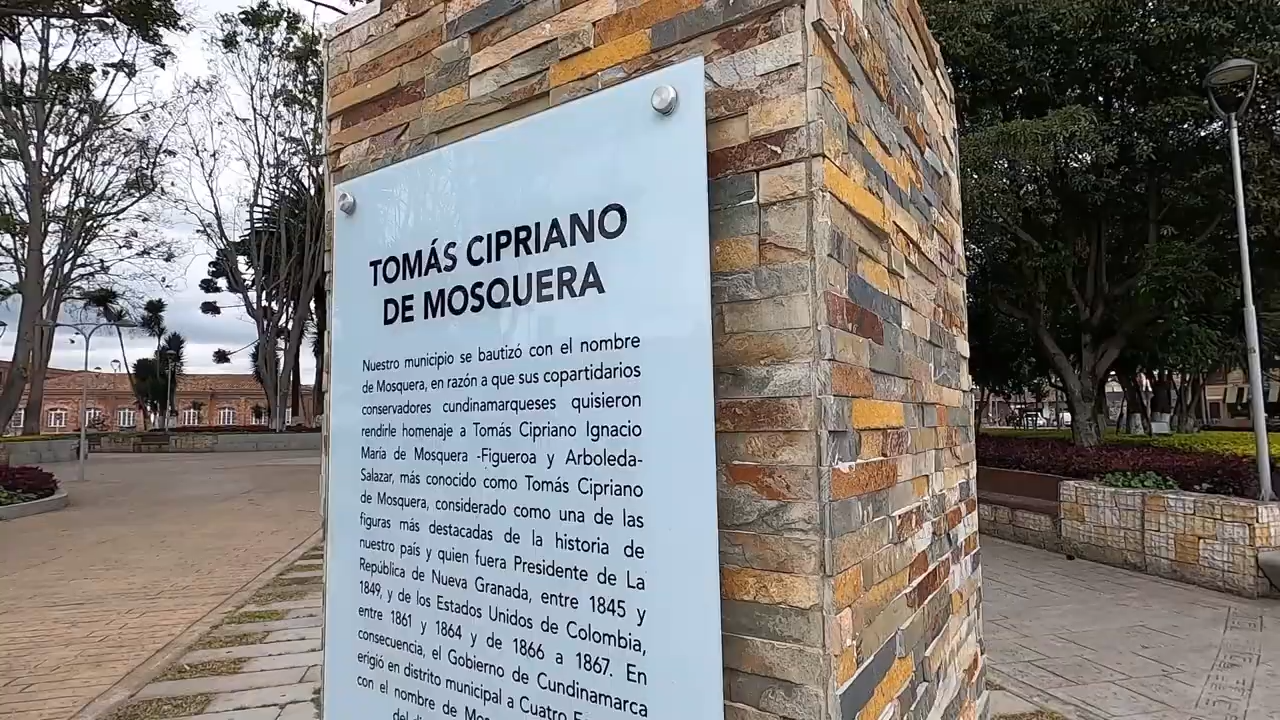 TOMÁS CIPRIANO
DE MOSQUERA
Nuestro municipio se bautizó con el nombre
de Mosquera, en razón a que sus copartidarios
conservadores cundinamarqueses quisieron
rendirle homenaje a Tomás Cipriano Ignacio
María de Mosquera -Figueroa y Arboleda-
Salazar, más conocido como Tomás Cipriano
de Mosquera, considerado como una de las
figuras más destacadas de la historia de
nuestro país y quien fuera Presidente de La
República de Nueva Granada, entre 1845 y
1849, y de los Estados Unidos de Colombia,
entre 1861 y 1864 y de 1866 a 1867. En
consecuencia, el Gobierno de Cundinamarca
erigió en distrito municipal a Cuatro
con el nombre de